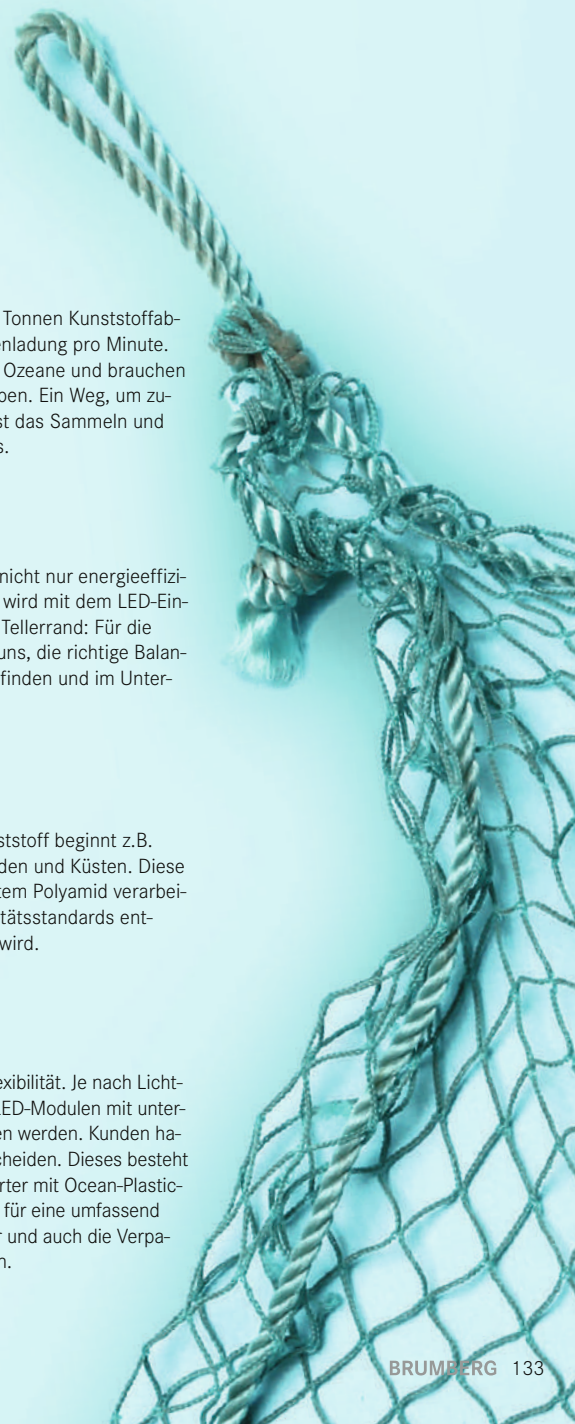 Tonnen Kunststoffab-
enladung pro Minute.
Ozeane und brauchen
ben. Ein Weg, um zu-
st das Sammeln und
s.
nicht nur energieeffizi-
wird mit dem LED-Ein-
Tellerrand: Für die
uns, die richtige Balan-
finden und im Unter-
ststoff beginnt z.B.
den und Küsten. Diese
tem Polyamid verarbei-
tätsstandards ent-
wird.
exibilität. Je nach Licht-
LED-Modulen mit unter-
en werden. Kunden ha-
cheiden. Dieses besteht
rter mit Ocean-Plastic-
für eine umfassend
r und auch die Verpa-
n.
BRUMBERG 133